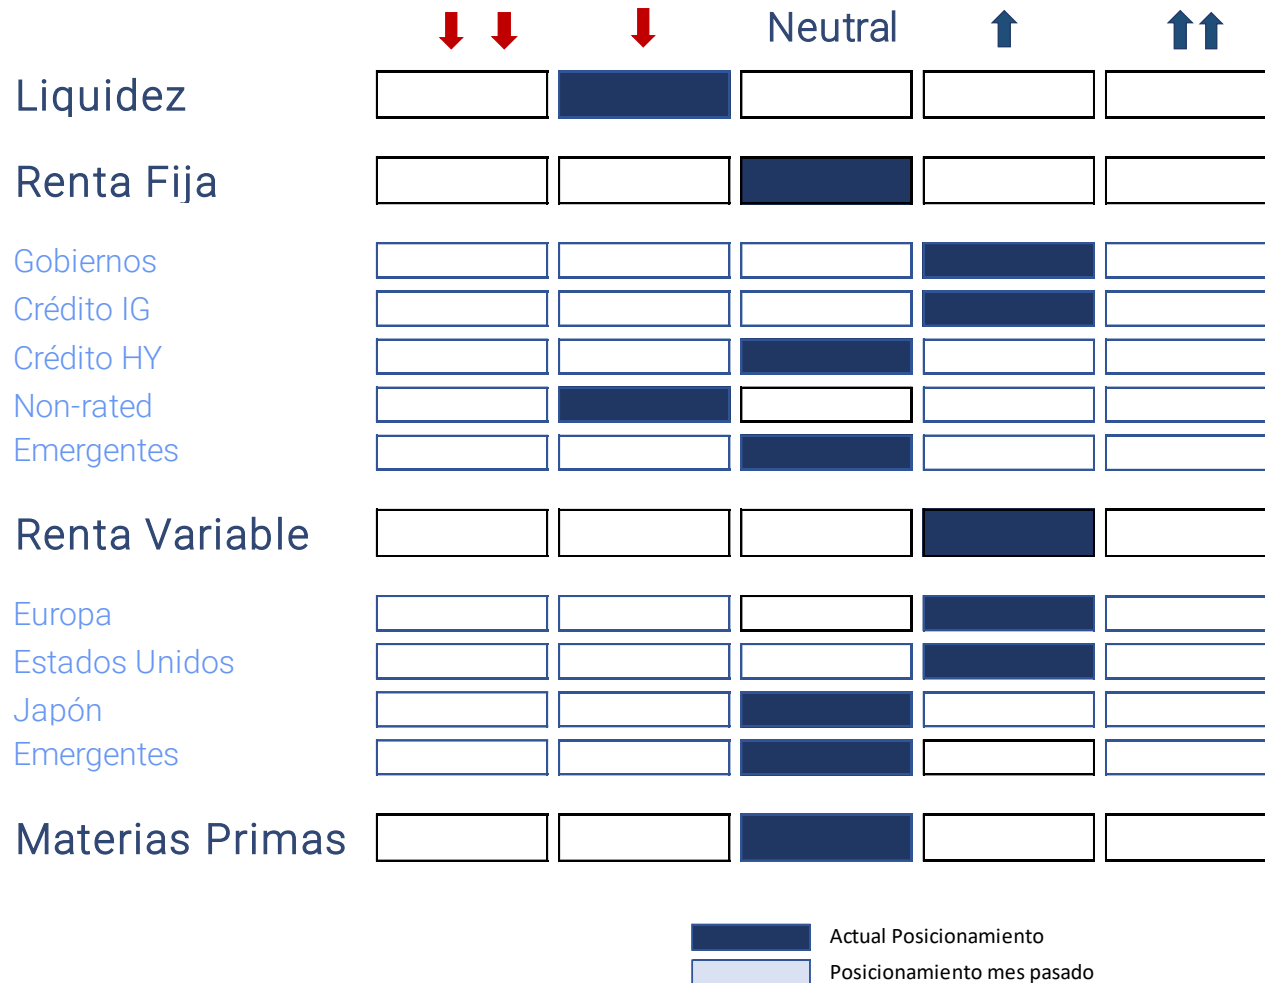 Neutral
Liquidez
Renta Fija
Gobiernos
Crédito IG
Crédito HY
Non-rated
Emergentes
Renta Variable
Europa
Estados Unidos
Japón
Emergentes
Materias Primas
Actual Posicionamiento
Posicionamiento mes pasado